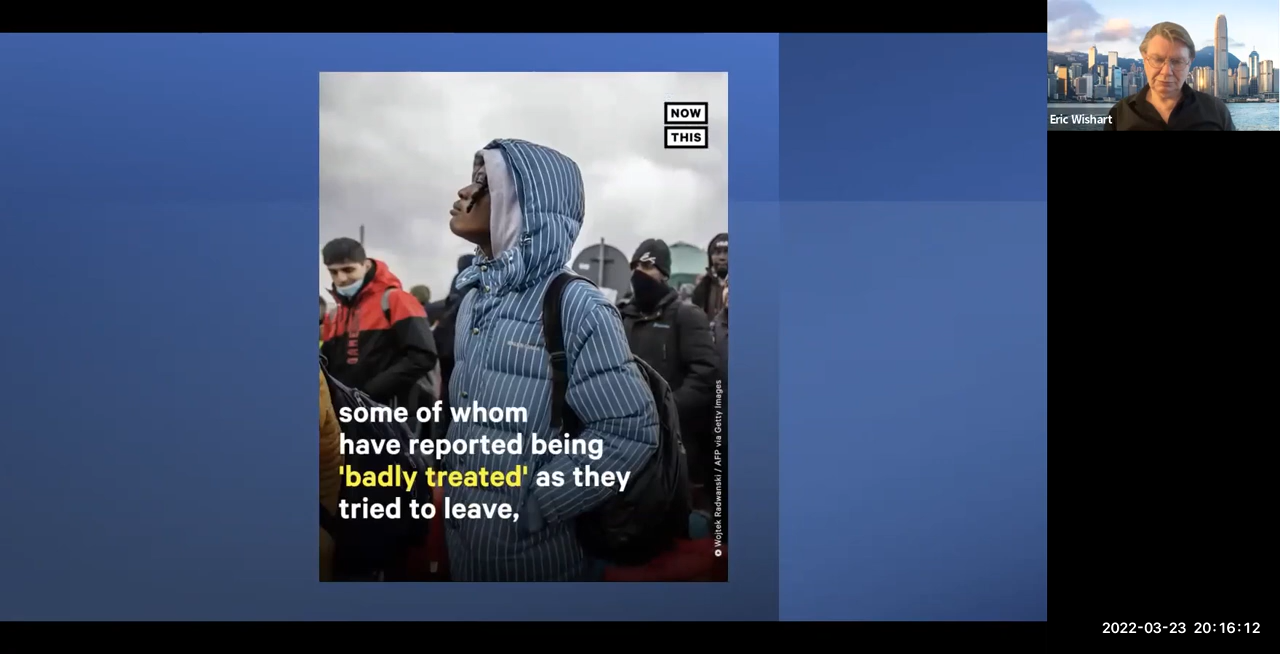 NOW
THIS
some of whom
have reported being
'badly treated' as they
tried to leave,
Wojtek Radwanski / AFP via Getty Images
Eric Wishart
2022-03-23 20:16:12